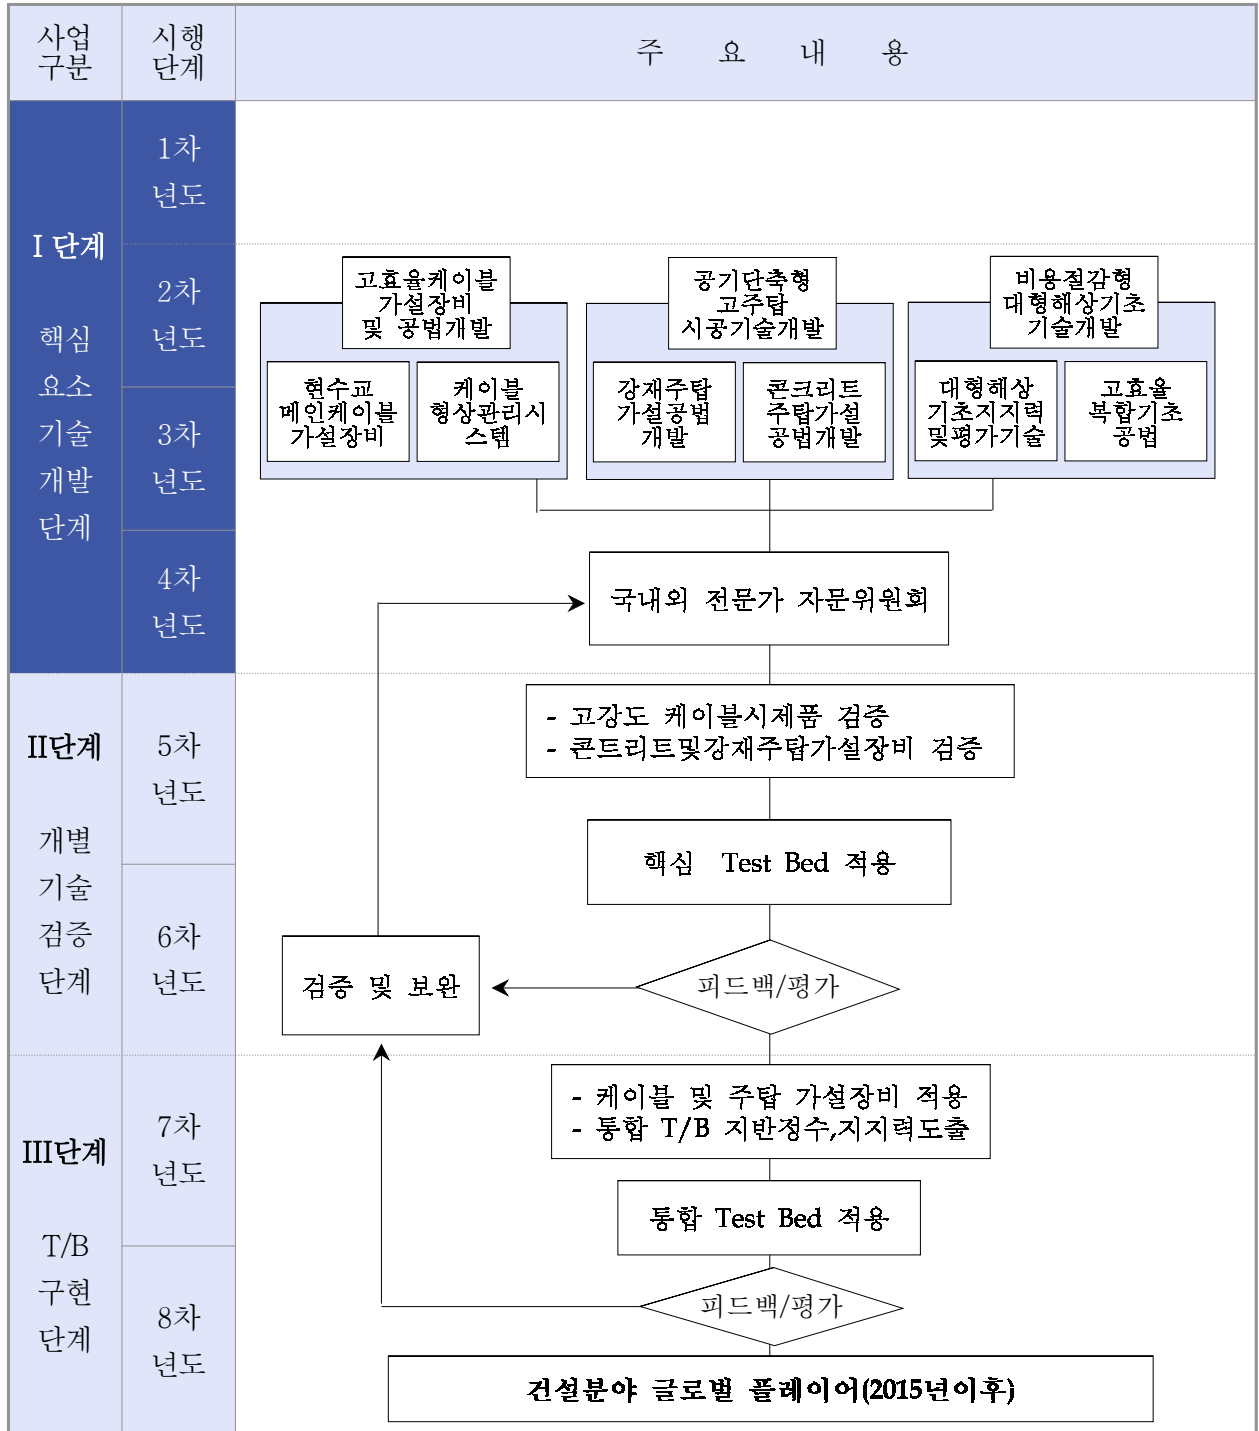 사업
구분
시행
단계
주 요 내 용
I 단계
핵심
요소
기술
개발
단계
1차
년도
2차
년도
3차
년도
4차
년도
고효율케이블
가설장비
및 공법개발
현수교
메인케이블
가설장비
케이블
형상관리시
스템
공기단축형
고주탑
시공기술개발
강재주탑
가설공법
개발
콘크리트
주탑가설
공법개발
비용절감형
대형해상기초
기술개발
대형해상
기초지지력
및평가기술
고효율
복합기초
공법
국내외 전문가 자문위원회
II단계
개별
기술
검증
단계
5차
년도
6차
년도
- 고강도 케이블시제품 검증
- 콘트리트및강재주탑가설장비 검증
핵심 Test Bed 적용
피드백/평가
검증 및 보완
III단계
T/B
구현
단계
7차
년도
8차
년도
- 케이블 및 주탑 가설장비 적용
- 통합 T/B 지반정수,지지력도출
통합 Test Bed 적용
피드백/평가
건설분야 글로벌 플레이어(2015년이후)